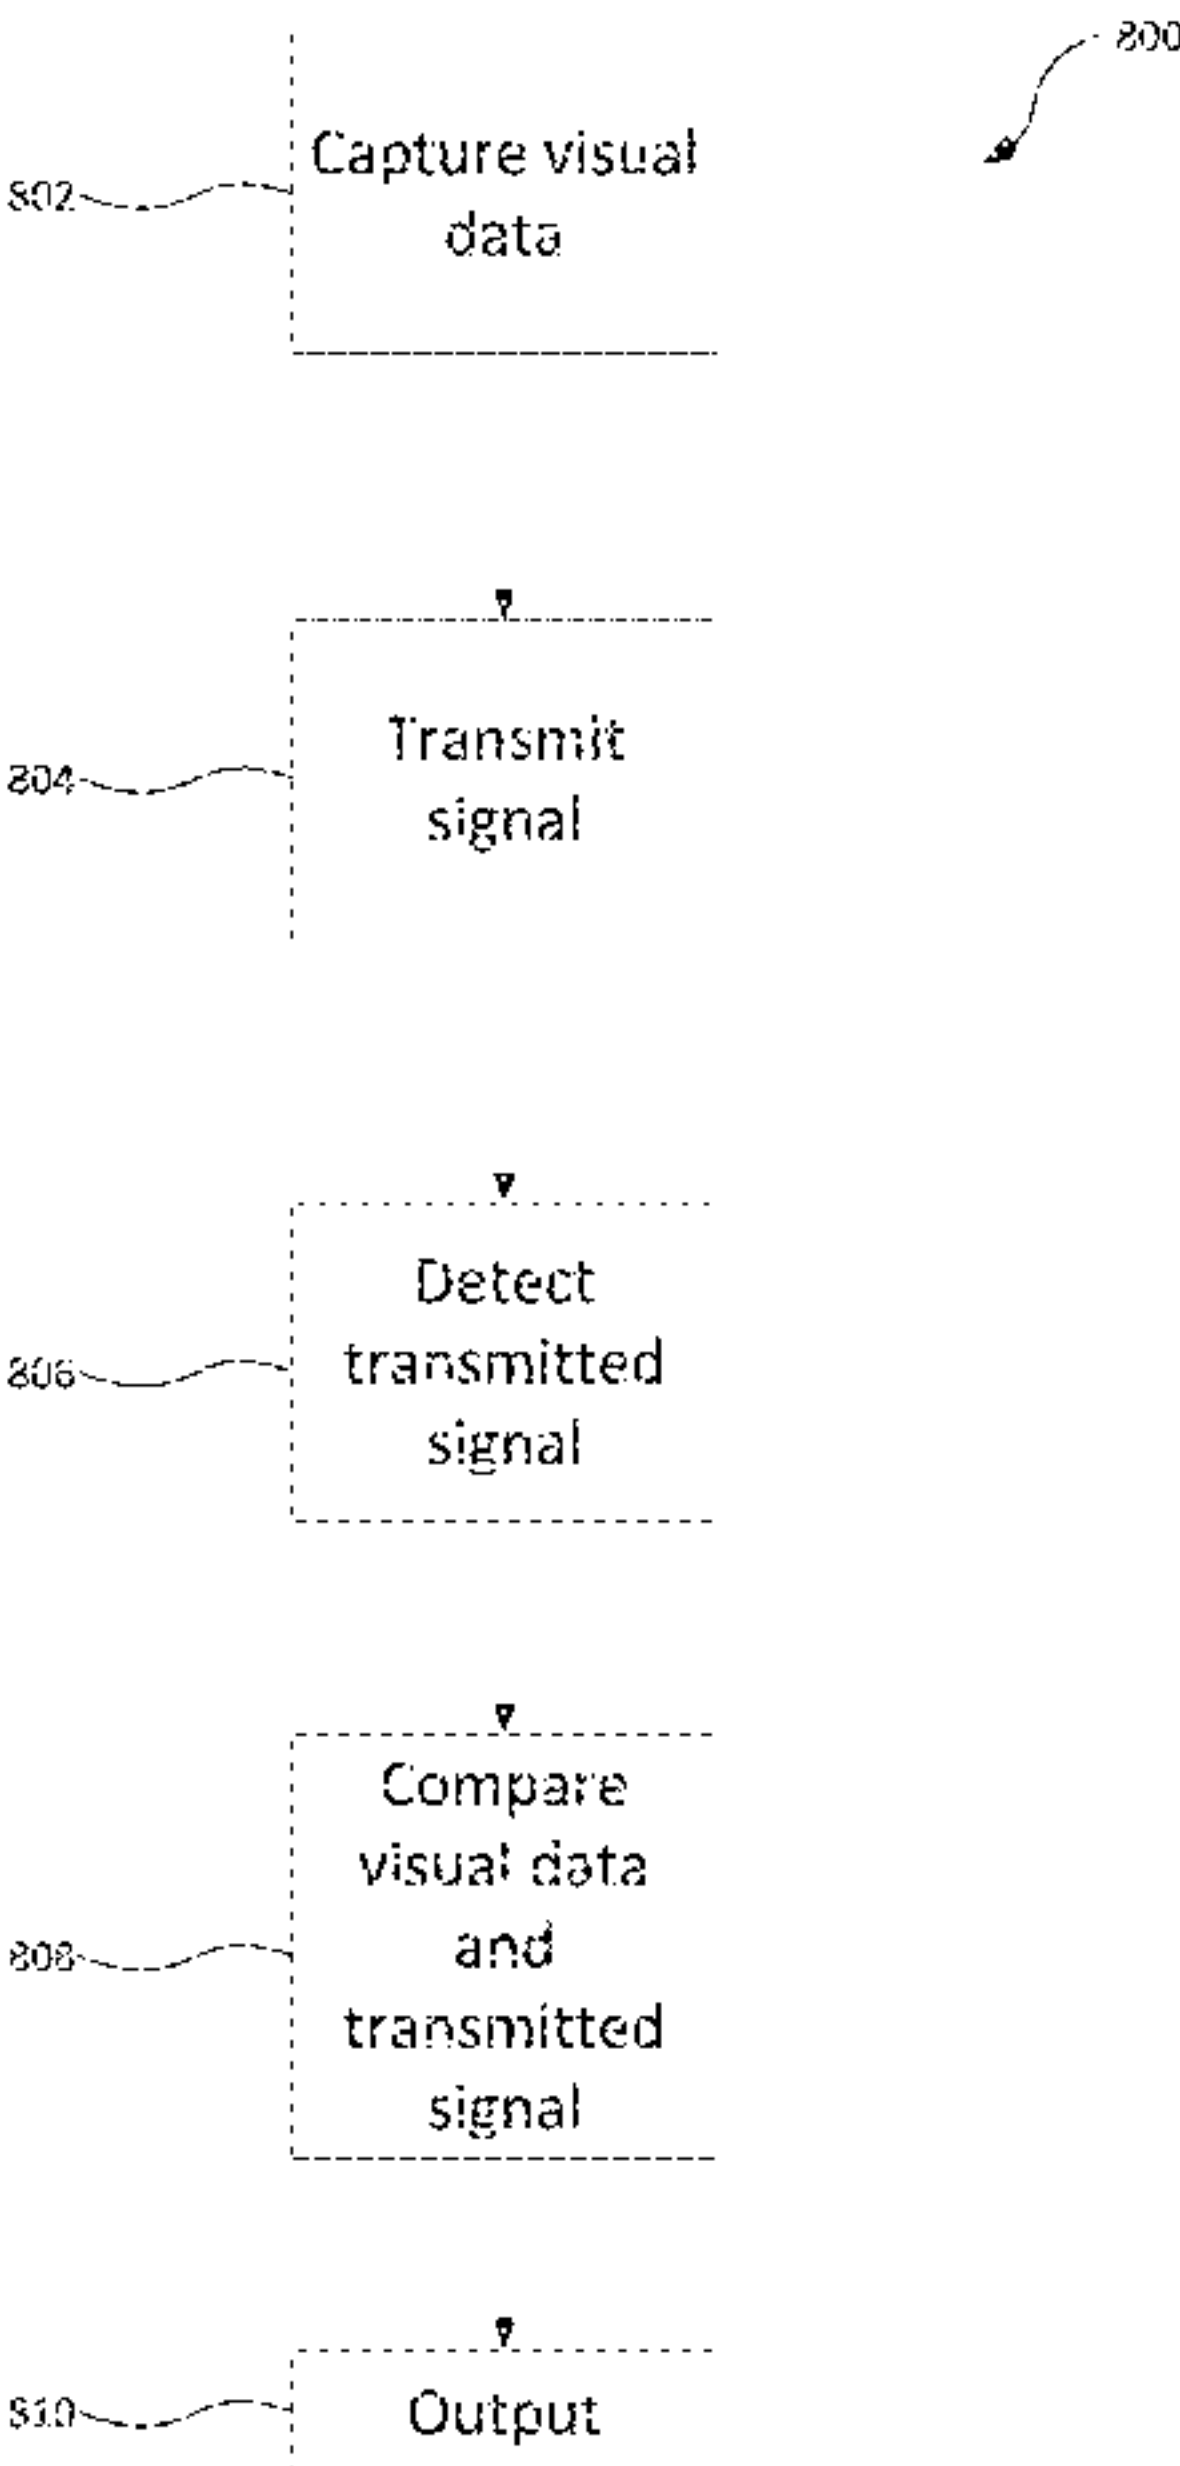 800
Capture visual
data
802
Transmit
signal
804
Detect
transmitted
signal
806
Compare
visual data
and
transmitted
signal
808
Output
810